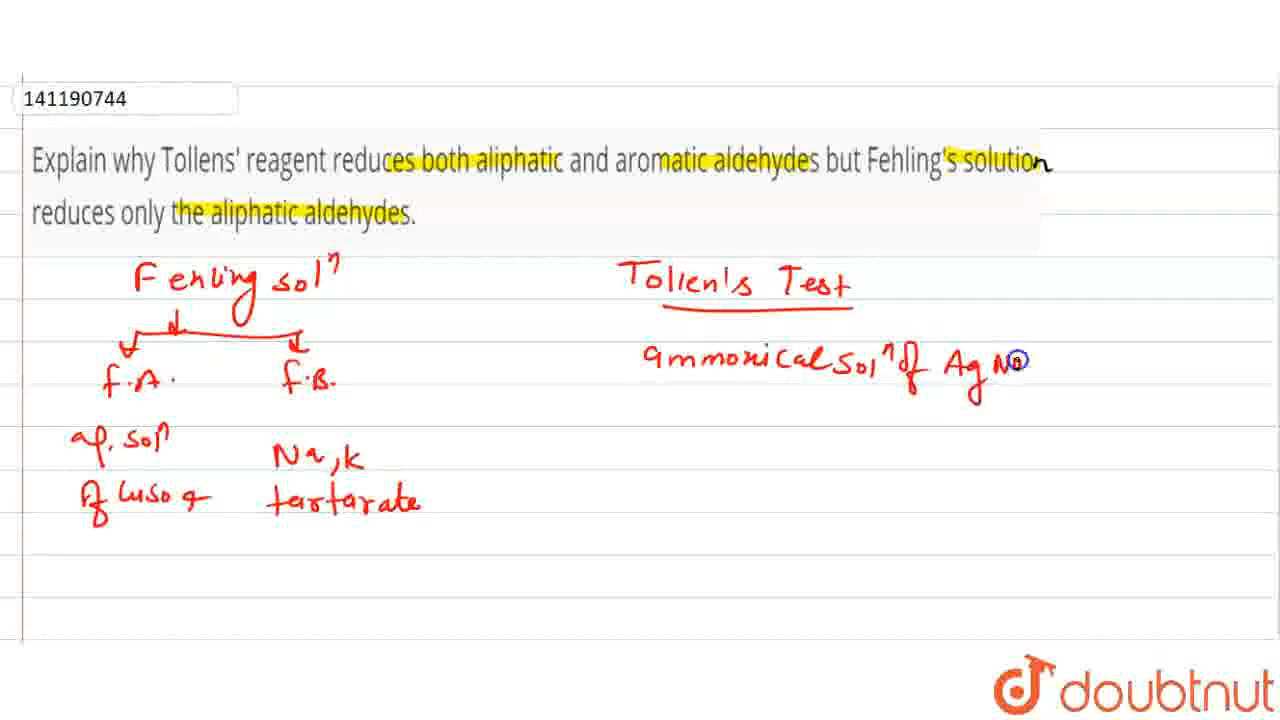 141190744
Explain why Tollens' reagent reduces both aliphatic and aromatic aldehydes but Fehling's solution
reduces only the aliphatic aldehydes.
Fehling solⁿ
Tollen's Test
f.A. f.B.
ammonical solⁿ of AgNO
aq. solⁿ
of CuSO4
Na, K
tartarate
doubtnut